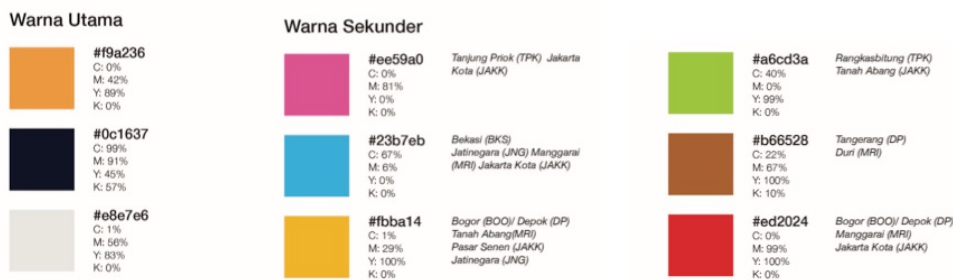 Warna Utama
#f9a236
C: 0%
M: 42%
Y: 89%
K: 0%
#0c1637
C: 99%
M: 91%
Y: 45%
K: 57%
#e8e7e6
C: 1%
M: 56%
Y: 83%
K: 0%
Warna Sekunder
#ee59a0
C: 0%
M: 81%
Y: 0%
K: 0%
Tanjung Priok (TPK) Jakarta
Kota (JAKK)
#23b7eb
C: 67%
M: 6%
Y: 0%
K: 0%
Bekasi (BKS)
Jatinegara (JNG) Manggarai
(MRI) Jakarta Kota (JAKK)
#fbba14
C: 1%
M: 29%
Y: 100%
K: 0%
Bogor (BOO)/ Depok (DP)
Tanah Abang(MRI)
Pasar Senen (JAKK)
Jatinegara (JNG)
#a6cd3a
C: 40%
M: 0%
Y: 99%
K: 0%
Rangkasbitung (TPK)
Tanah Abang (JAKK)
#b66528
C: 22%
M: 67%
Y: 100%
K: 10%
Tangerang (DP)
Duri (MRI)
#ed2024
C: 0%
M: 99%
Y: 100%
K: 0%
Bogor (BOO)/ Depok (DP)
Manggarai (MRI)
Jakarta Kota (JAKK)